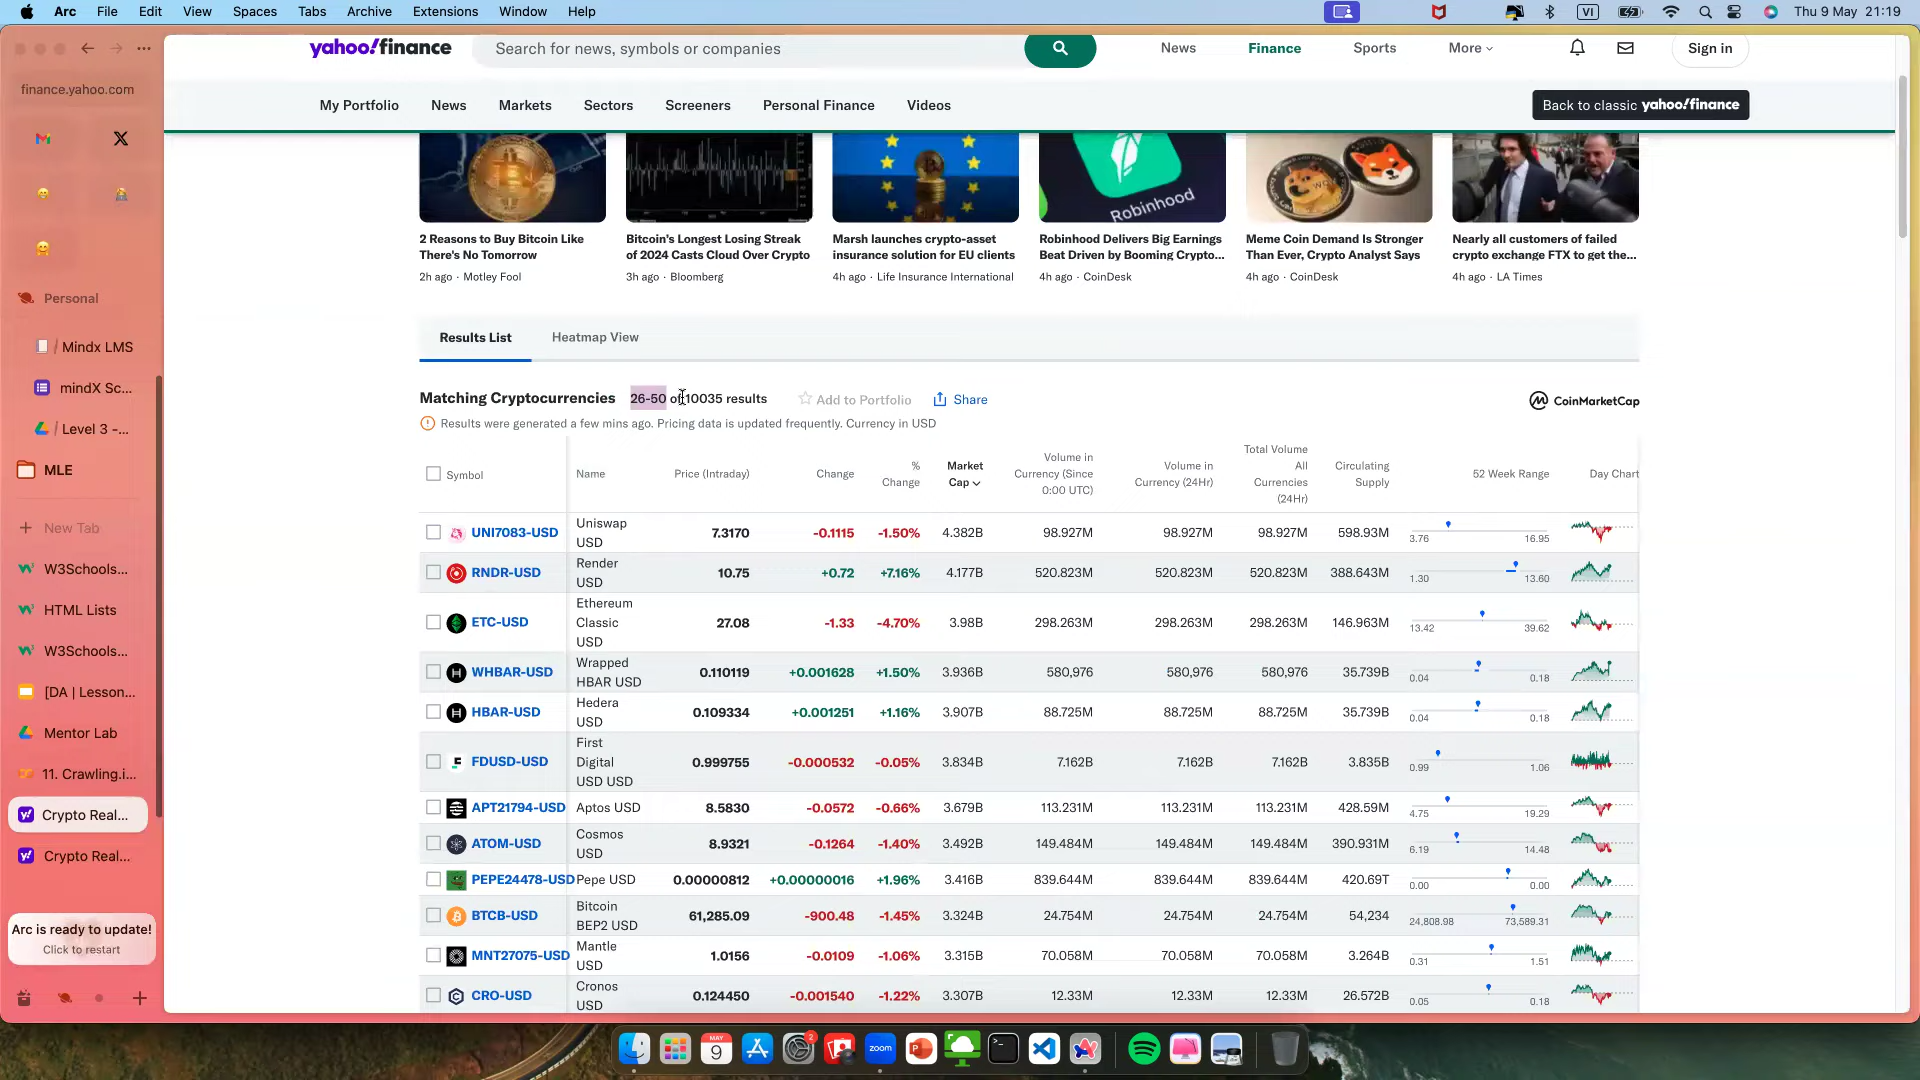 Arc File Edit View Spaces Tabs Archive Extensions Window Help
VI Thu 9 May 21:19
finance.yahoo.com
Personal
/ Mindx LMS
mindX Sc...
/ Level 3 -...
MLE
New Tab
W3Schools...
HTML Lists
W3Schools...
[DA | Lesson...
Mentor Lab
11. Crawling.i...
Crypto Real...
Crypto Real...
Arc is ready to update!
Click to restart
yahoo!finance
Search for news, symbols or companies
News Finance Sports More Sign in
My Portfolio News Markets Sectors Screeners Personal Finance Videos
Back to classic yahoo!finance
Robinhood
2 Reasons to Buy Bitcoin Like
There's No Tomorrow
2h ago · Motley Fool
Bitcoin's Longest Losing Streak
of 2024 Casts Cloud Over Crypto
3h ago · Bloomberg
Marsh launches crypto-asset
insurance solution for EU clients
4h ago · Life Insurance International
Robinhood Delivers Big Earnings
Beat Driven by Booming Crypto...
4h ago · CoinDesk
Meme Coin Demand Is Stronger
Than Ever, Crypto Analyst Says
4h ago · CoinDesk
Nearly all customers of failed
crypto exchange FTX to get the...
4h ago · LA Times
Results List Heatmap View
Matching Cryptocurrencies 26-50 of 10035 results Add to Portfolio Share CoinMarketCap
Results were generated a few mins ago. Pricing data is updated frequently. Currency in USD
Symbol Name Price (Intraday) Change % Change Market Cap Volume in Currency (Since 0:00 UTC) Volume in Currency (24Hr) Total Volume All Currencies (24Hr) Circulating Supply 52 Week Range Day Chart
UNI7083-USD Uniswap USD 7.3170 -0.1115 -1.50% 4.382B 98.927M 98.927M 98.927M 598.93M 3.76 16.95
RNDR-USD Render USD 10.75 +0.72 +7.16% 4.177B 520.823M 520.823M 520.823M 388.643M 1.30 13.60
ETC-USD Ethereum Classic USD 27.08 -1.33 -4.70% 3.98B 298.263M 298.263M 298.263M 146.963M 13.42 39.62
WHBAR-USD Wrapped HBAR USD 0.110119 +0.001628 +1.50% 3.936B 580,976 580,976 580,976 35.739B 0.04 0.18
HBAR-USD Hedera USD 0.109334 +0.001251 +1.16% 3.907B 88.725M 88.725M 88.725M 35.739B 0.04 0.18
FDUSD-USD First Digital USD USD 0.999755 -0.000532 -0.05% 3.834B 7.162B 7.162B 7.162B 3.835B 0.99 1.06
APT21794-USD Aptos USD 8.5830 -0.0572 -0.66% 3.679B 113.231M 113.231M 113.231M 428.59M 4.75 19.29
ATOM-USD Cosmos USD 8.9321 -0.1264 -1.40% 3.492B 149.484M 149.484M 149.484M 390.931M 6.19 14.48
PEPE24478-USD Pepe USD 0.00000812 +0.00000016 +1.96% 3.416B 839.644M 839.644M 839.644M 420.69T 0.00 0.00
BTCB-USD Bitcoin BEP2 USD 61,285.09 -900.48 -1.45% 3.324B 24.754M 24.754M 24.754M 54,234 24,808.98 73,589.31
MNT27075-USD Mantle USD 1.0156 -0.0109 -1.06% 3.315B 70.058M 70.058M 70.058M 3.264B 0.31 1.51
CRO-USD Cronos USD 0.124450 -0.001540 -1.22% 3.307B 12.33M 12.33M 12.33M 26.572B 0.05 0.18
MAY
9
2
zoom